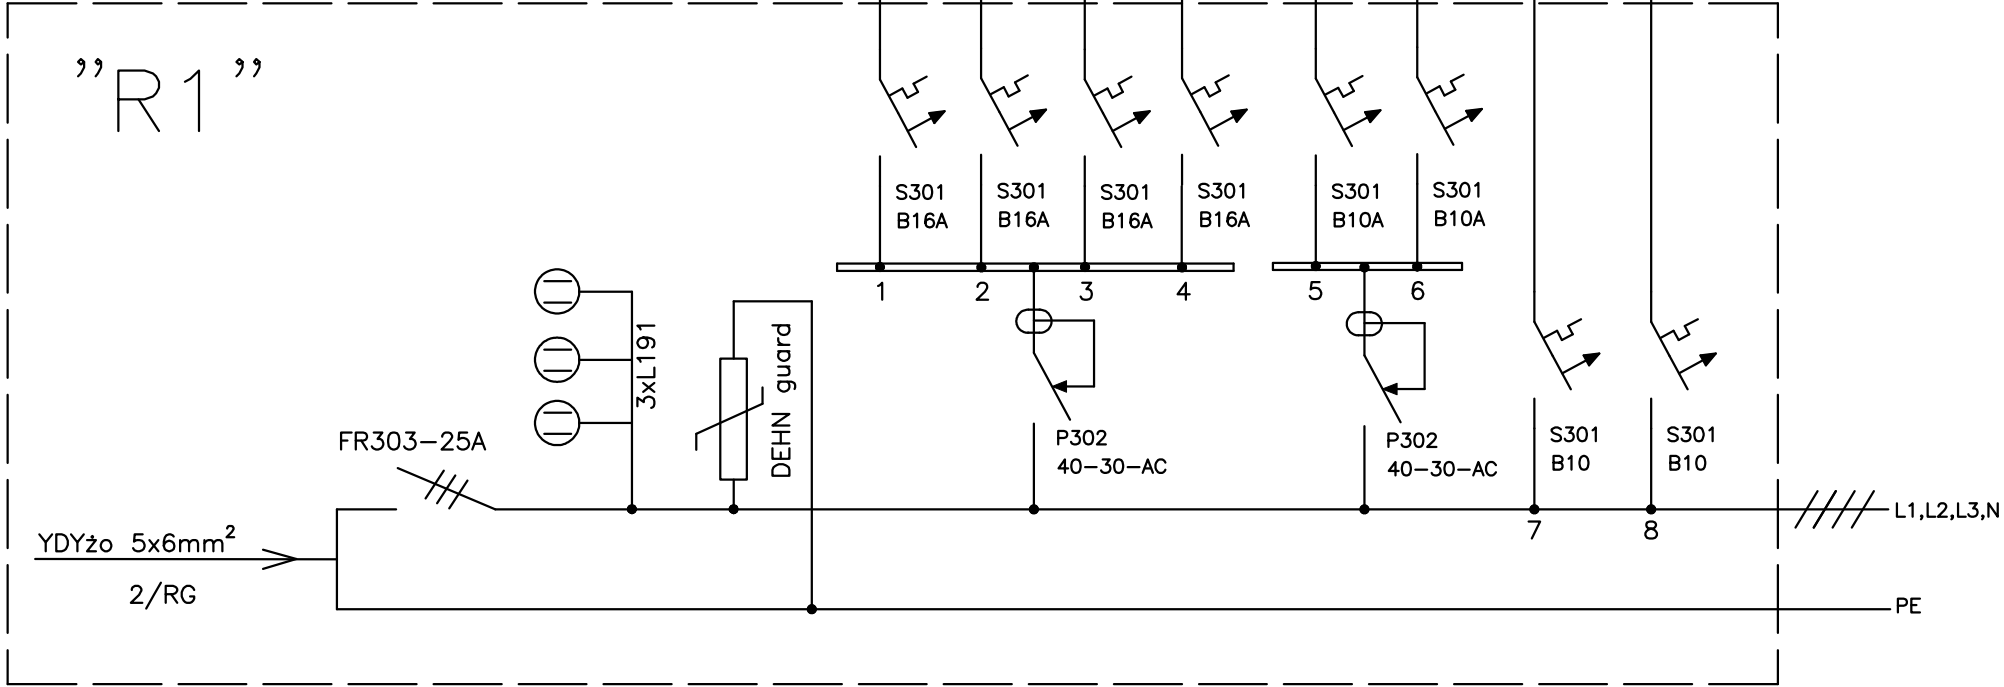 ”R1”
S301
B16A
S301
B16A
S301
B16A
S301
B16A
S301
B10A
S301
B10A
1
2
3
4
5
6
3xL191
DEHN guard
FR303-25A
P302
40-30-AC
P302
40-30-AC
S301
B10
S301
B10
7
8
L1,L2,L3,N
YDYżo 5x6mm²
2/RG
PE